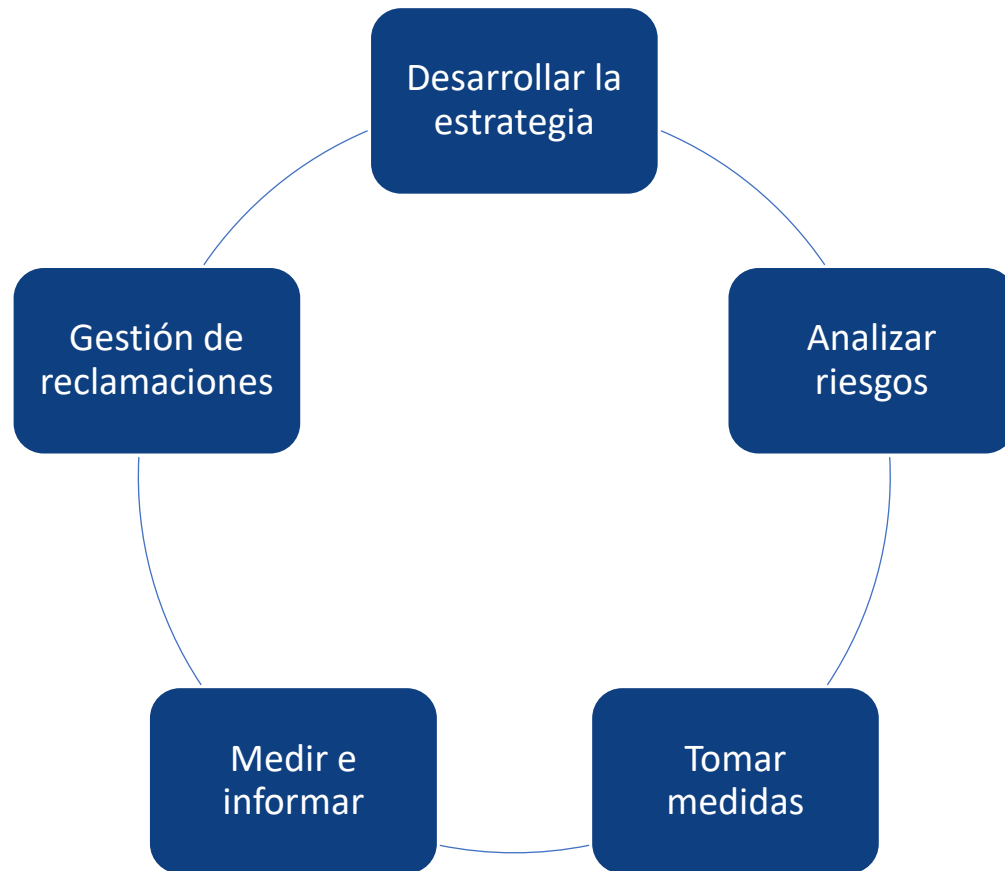 Desarrollar la
estrategia
Analizar
riesgos
Tomar
medidas
Medir e
informar
Gestión de
reclamaciones